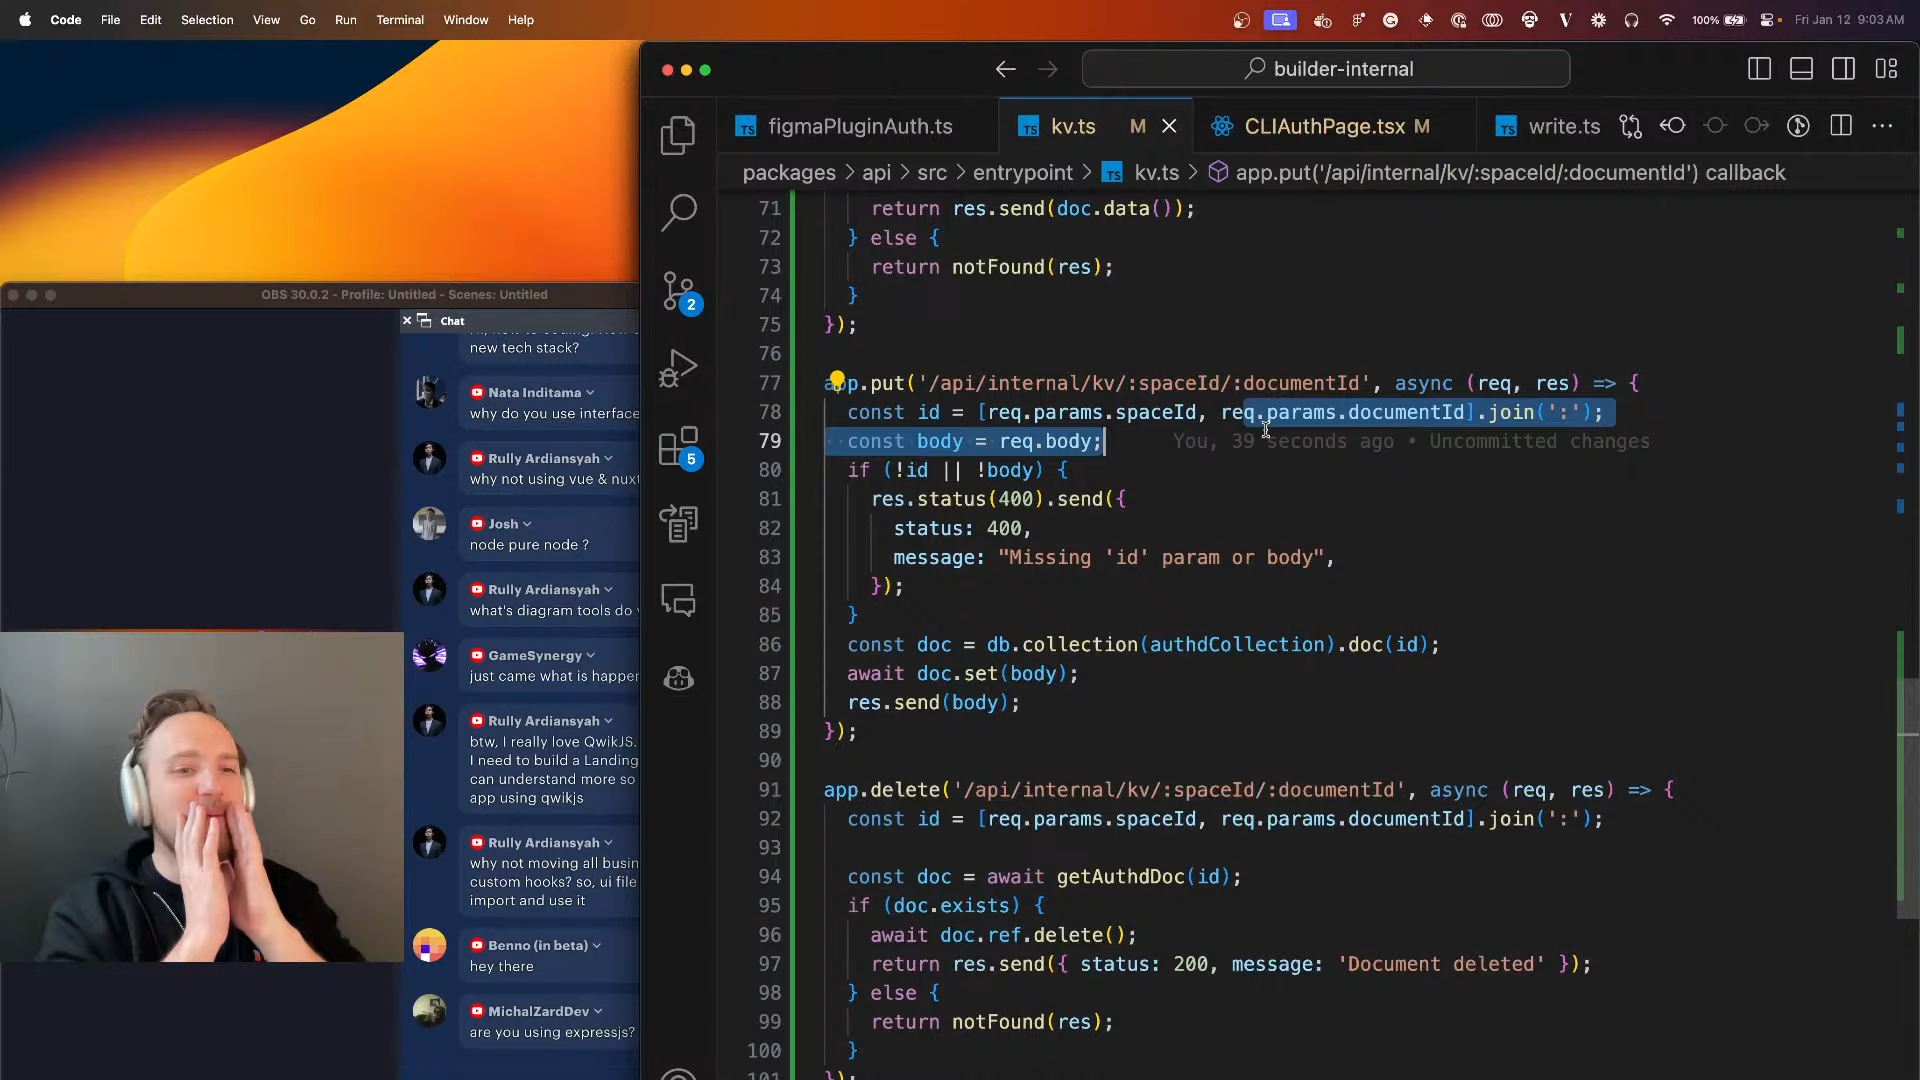 Code File Edit Selection View Go Run Terminal Window Help
100% Fri Jan 12 9:03 AM
builder-internal
figmaPluginAuth.ts
kv.ts M
CLIAuthPage.tsx M
write.ts
packages > api > src > entrypoint > kv.ts > app.put('/api/internal/kv/:spaceId/:documentId') callback
2
5
71 return res.send(doc.data());
72 } else {
73 return notFound(res);
74 }
75 });
76
77 app.put('/api/internal/kv/:spaceId/:documentId', async (req, res) => {
78 const id = [req.params.spaceId, req.params.documentId].join(':');
79 const body = req.body; You, 39 seconds ago • Uncommitted changes
80 if (!id || !body) {
81 res.status(400).send({
82 status: 400,
83 message: "Missing 'id' param or body",
84 });
85 }
86 const doc = db.collection(authdCollection).doc(id);
87 await doc.set(body);
88 res.send(body);
89 });
90
91 app.delete('/api/internal/kv/:spaceId/:documentId', async (req, res) => {
92 const id = [req.params.spaceId, req.params.documentId].join(':');
93
94 const doc = await getAuthdDoc(id);
95 if (doc.exists) {
96 await doc.ref.delete();
97 return res.send({ status: 200, message: 'Document deleted' });
98 } else {
99 return notFound(res);
100 }
OBS 30.0.2 - Profile: Untitled - Scenes: Untitled
Chat
new tech stack?
Nata Inditama
why do you use interface
Rully Ardiansyah
why not using vue & nuxt
Josh
node pure node ?
Rully Ardiansyah
what's diagram tools do
GameSynergy
just came what is happer
Rully Ardiansyah
btw, I really love QwikJS.
I need to build a Landing
can understand more so
app using qwikjs
Rully Ardiansyah
why not moving all busin
custom hooks? so, ui file
import and use it
Benno (in beta)
hey there
MichalZardDev
are you using expressjs?